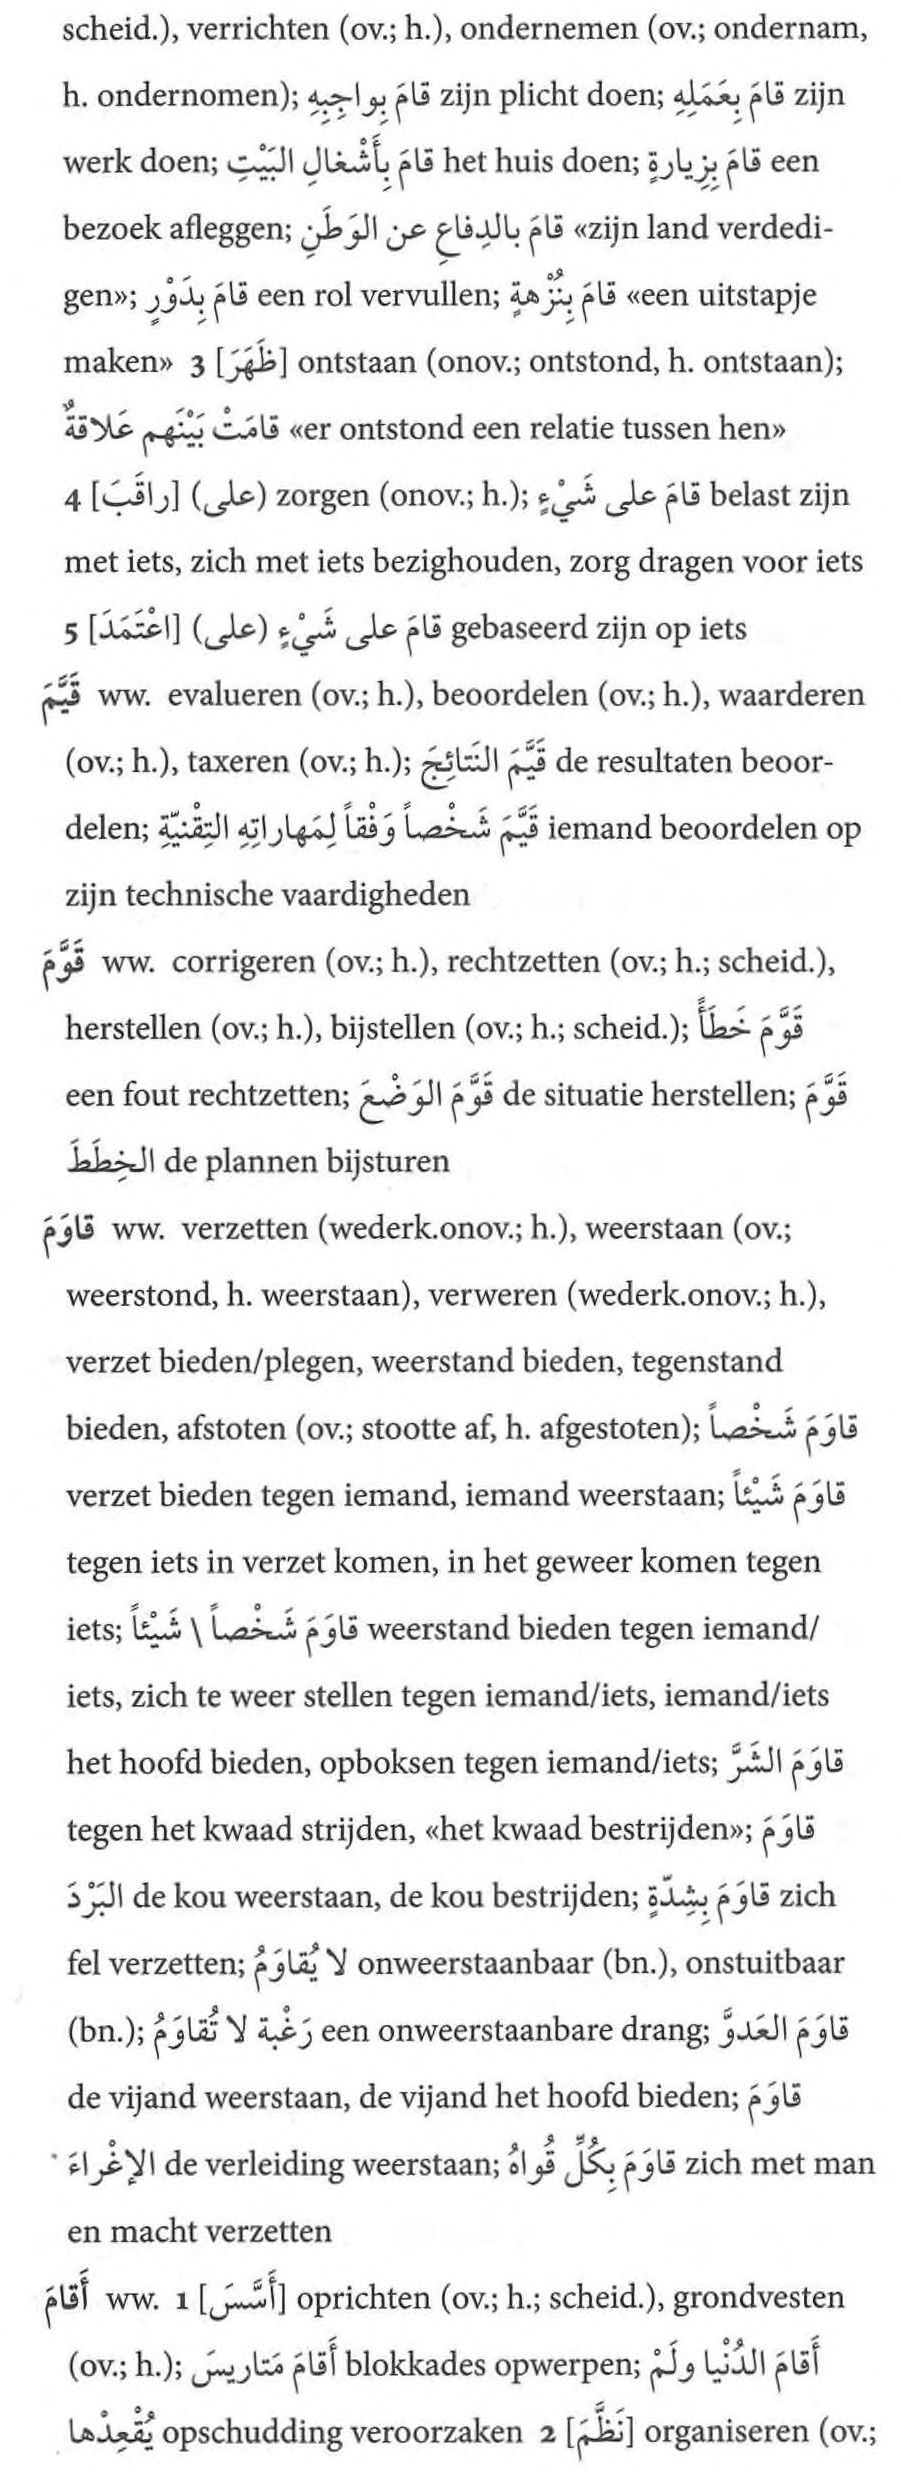 scheid.), verrichten (ov.; h.), ondernemen (ov.; ondernam,
h. ondernomen); قامَ بِواجِبِهِ zijn plicht doen; قامَ بِعَمَلِهِ zijn
werk doen; قامَ بِأَشْغالِ البَيْتِ het huis doen; قامَ بِزِيارةٍ een
bezoek afleggen; قامَ بالدِفاعِ عن الوَطَنِ «zijn land verdedi-
gen»; قامَ بِدَوْرٍ een rol vervullen; قامَ بِنُزْهةٍ «een uitstapje
maken» 3 [ظَهَرَ] ontstaan (onov.; ontstond, h. ontstaan);
قامَتْ بَيْنَهم عَلاقةٌ «er ontstond een relatie tussen hen»
4 [راقَبَ] (على) zorgen (onov.; h.); قامَ على شَيْءٍ belast zijn
met iets, zich met iets bezighouden, zorg dragen voor iets
5 [اعْتَمَدَ] (على) قامَ على شَيْءٍ gebaseerd zijn op iets
قَيَّمَ ww. evalueren (ov.; h.), beoordelen (ov.; h.), waarderen
(ov.; h.), taxeren (ov.; h.); قَيَّمَ النَتائِجَ de resultaten beoor-
delen; قَيَّمَ شَخْصاً وَفْقاً لِمَهاراتِهِ التِقْنيّةِ iemand beoordelen op
zijn technische vaardigheden
قَوَّمَ ww. corrigeren (ov.; h.), rechtzetten (ov.; h.; scheid.),
herstellen (ov.; h.), bijstellen (ov.; h.; scheid.); قَوَّمَ خَطَأً
een fout rechtzetten; قَوَّمَ الوَضْعَ de situatie herstellen; قَوَّمَ
الخِطَطَ de plannen bijsturen
قاوَمَ ww. verzetten (wederk.onov.; h.), weerstaan (ov.;
weerstond, h. weerstaan), verweren (wederk.onov.; h.),
verzet bieden/plegen, weerstand bieden, tegenstand
bieden, afstoten (ov.; stootte af, h. afgestoten); قاوَمَ شَخْصاً
verzet bieden tegen iemand, iemand weerstaan; قاوَمَ شَيْئاً
tegen iets in verzet komen, in het geweer komen tegen
iets; قاوَمَ شَخْصاً \ شَيْئاً weerstand bieden tegen iemand/
iets, zich te weer stellen tegen iemand/iets, iemand/iets
het hoofd bieden, opboksen tegen iemand/iets; قاوَمَ الشَرَّ
tegen het kwaad strijden, «het kwaad bestrijden»; قاوَمَ
البَرْدَ de kou weerstaan, de kou bestrijden; قاوَمَ بِشِدّةٍ zich
fel verzetten; لا يُقاوَمُ onweerstaanbaar (bn.), onstuitbaar
(bn.); رَغْبة لا تُقاوَمُ een onweerstaanbare drang; قاوَمَ العَدوَّ
de vijand weerstaan, de vijand het hoofd bieden; قاوَمَ
الإغْراءَ de verleiding weerstaan; قاوَمَ بِكُلِّ قُواهُ zich met man
en macht verzetten
أَقامَ ww. 1 [أَسَّسَ] oprichten (ov.; h.; scheid.), grondvesten
(ov.; h.); أَقامَ مَتاريسَ blokkades opwerpen; أَقامَ الدُنْيا ولَمْ
يُقْعِدْها opschudding veroorzaken 2 [نَظَّمَ] organiseren (ov.;